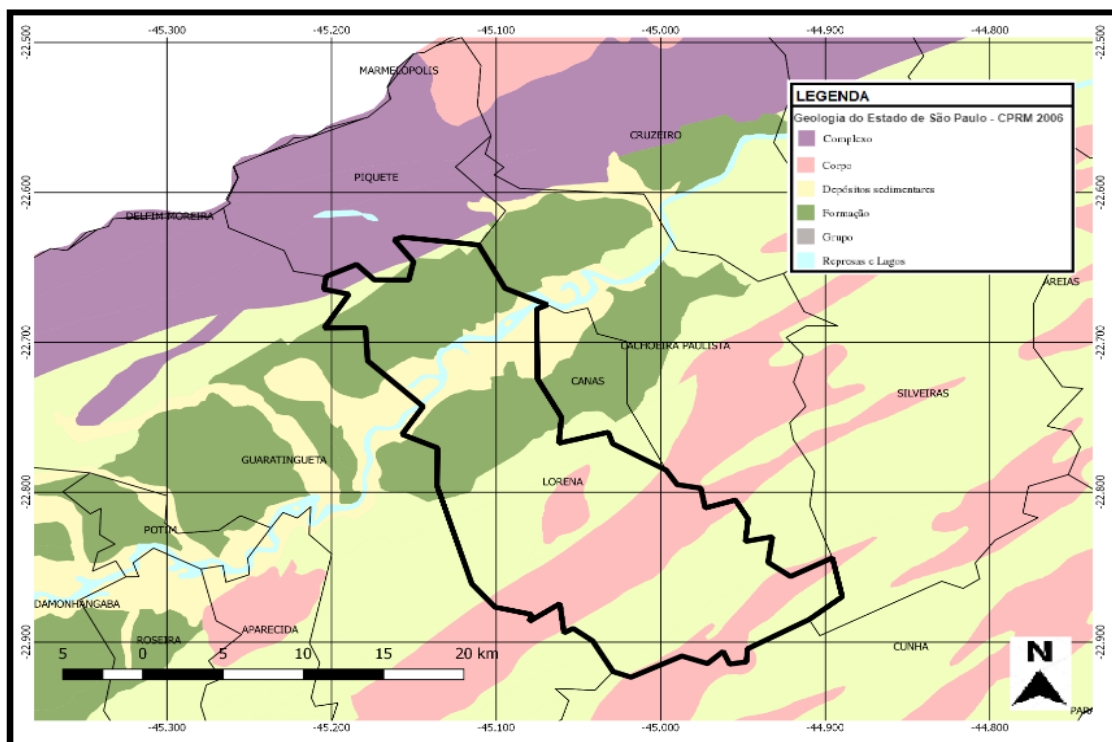 -45.300 -45.200 -45.100 -45.000 -44.900 -44.800
-22.500 -22.500
MARMELÓPOLIS
LEGENDA
Geologia do Estado de São Paulo - CPRM 2006
Complexo
Corpo
Depósitos sedimentares
Formação
Grupo
Represas e Lagos
CRUZEIRO
PIQUETE
-22.600 -22.600
DELFIM MOREIRA
AREIAS
-22.700 -22.700
CACHOEIRA PAULISTA
CANAS
SILVEIRAS
GUARATINGUETA
LORENA
-22.800 -22.800
POTIM
DAMONHANGABA
APARECIDA
ROSEIRA
-22.900 -22.900
CUNHA
N
5 0 5 10 15 20 km
PARA
-45.300 -45.200 -45.100 -45.000 -44.900 -44.800